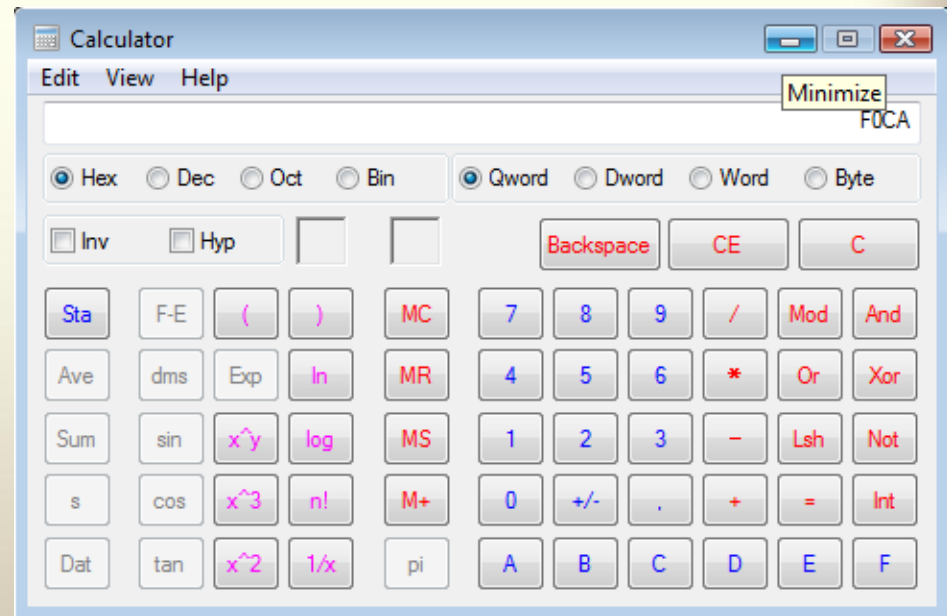 Calculator
Edit View Help
Minimize
F0CA
Hex Dec Oct Bin Qword Dword Word Byte
Inv Hyp Backspace CE C
Sta F-E ( ) MC 7 8 9 / Mod And
Ave dms Exp ln MR 4 5 6 * Or Xor
Sum sin x^y log MS 1 2 3 - Lsh Not
s cos x^3 n! M+ 0 +/- , + = Int
Dat tan x^2 1/x pi A B C D E F